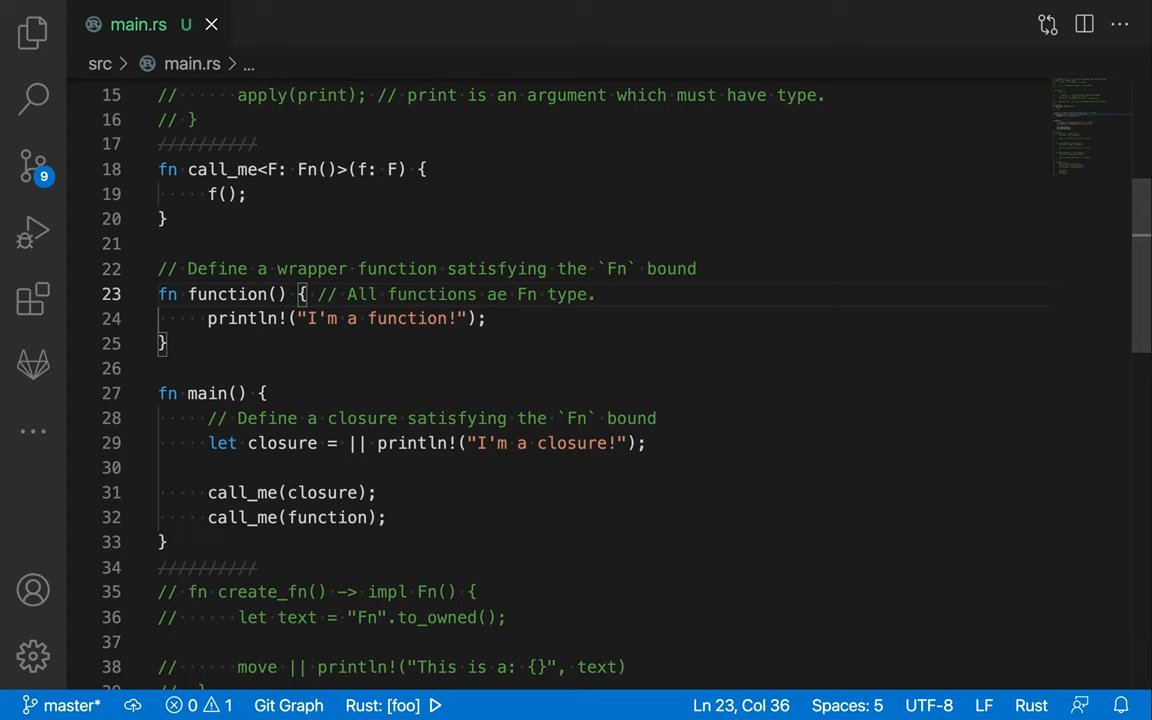 main.rs U
src > main.rs > ...
15 // apply(print); // print is an argument which must have type.
16 // }
17 //////////
18 fn call_me<F: Fn()>(f: F) {
19 f();
20 }
21
22 // Define a wrapper function satisfying the `Fn` bound
23 fn function() { // All functions ae Fn type.
24 println!("I'm a function!");
25 }
26
27 fn main() {
28 // Define a closure satisfying the `Fn` bound
29 let closure = || println!("I'm a closure!");
30
31 call_me(closure);
32 call_me(function);
33 }
34 //////////
35 // fn create_fn() -> impl Fn() {
36 // let text = "Fn".to_owned();
37
38 // move || println!("This is a: {}", text)
9
master* 0 1 Git Graph Rust: [foo] Ln 23, Col 36 Spaces: 5 UTF-8 LF Rust